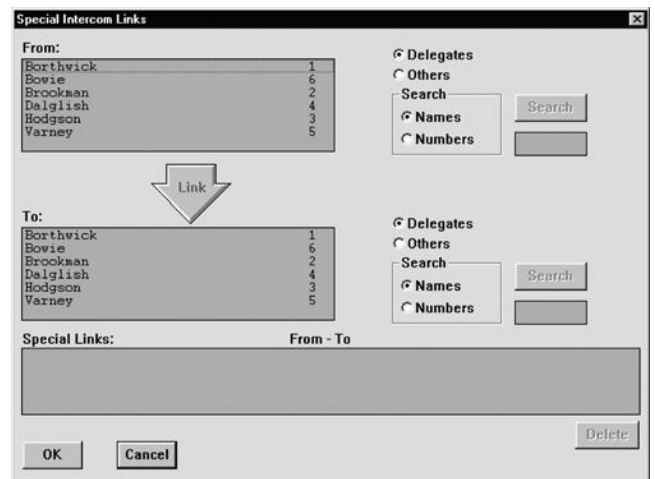 Special Intercom Links
From:
Borthwick 1
Bowie 6
Brookman 2
Dalglish 4
Hodgson 3
Varney 5
Delegates
Others
Search
Names
Numbers
Search
Link
To:
Borthwick 1
Bowie 6
Brookman 2
Dalglish 4
Hodgson 3
Varney 5
Delegates
Others
Search
Names
Numbers
Search
Special Links: From - To
Delete
OK Cancel